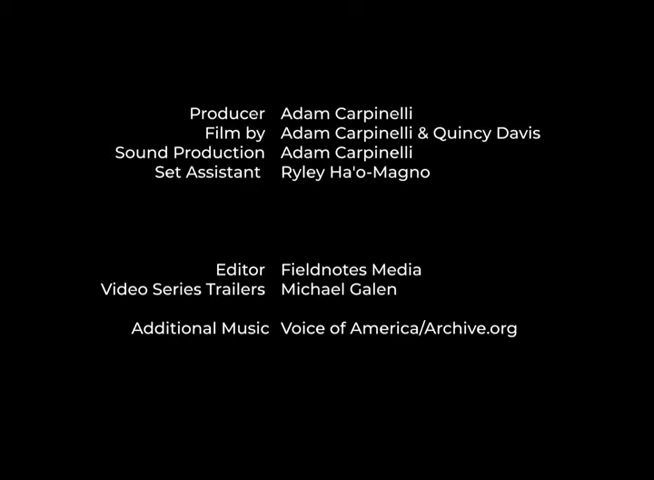 Producer Adam Carpinelli
Film by Adam Carpinelli & Quincy Davis
Sound Production Adam Carpinelli
Set Assistant Ryley Ha'o-Magno
Editor Fieldnotes Media
Video Series Trailers Michael Galen
Additional Music Voice of America/Archive.org